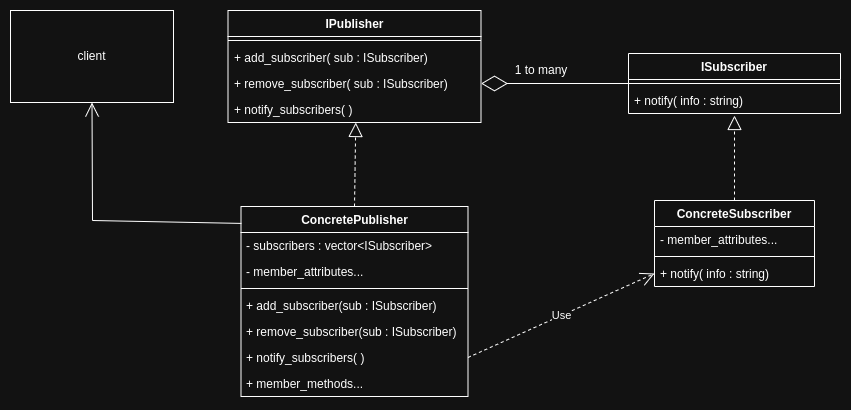 client
IPublisher
+ add_subscriber( sub : ISubscriber)
+ remove_subscriber( sub : ISubscriber)
+ notify_subscribers( )
1 to many
ISubscriber
+ notify( info : string)
ConcretePublisher
- subscribers : vector<ISubscriber>
- member_attributes...
+ add_subscriber(sub : ISubscriber)
+ remove_subscriber(sub : ISubscriber)
+ notify_subscribers( )
+ member_methods...
Use
ConcreteSubscriber
- member_attributes...
+ notify( info : string)